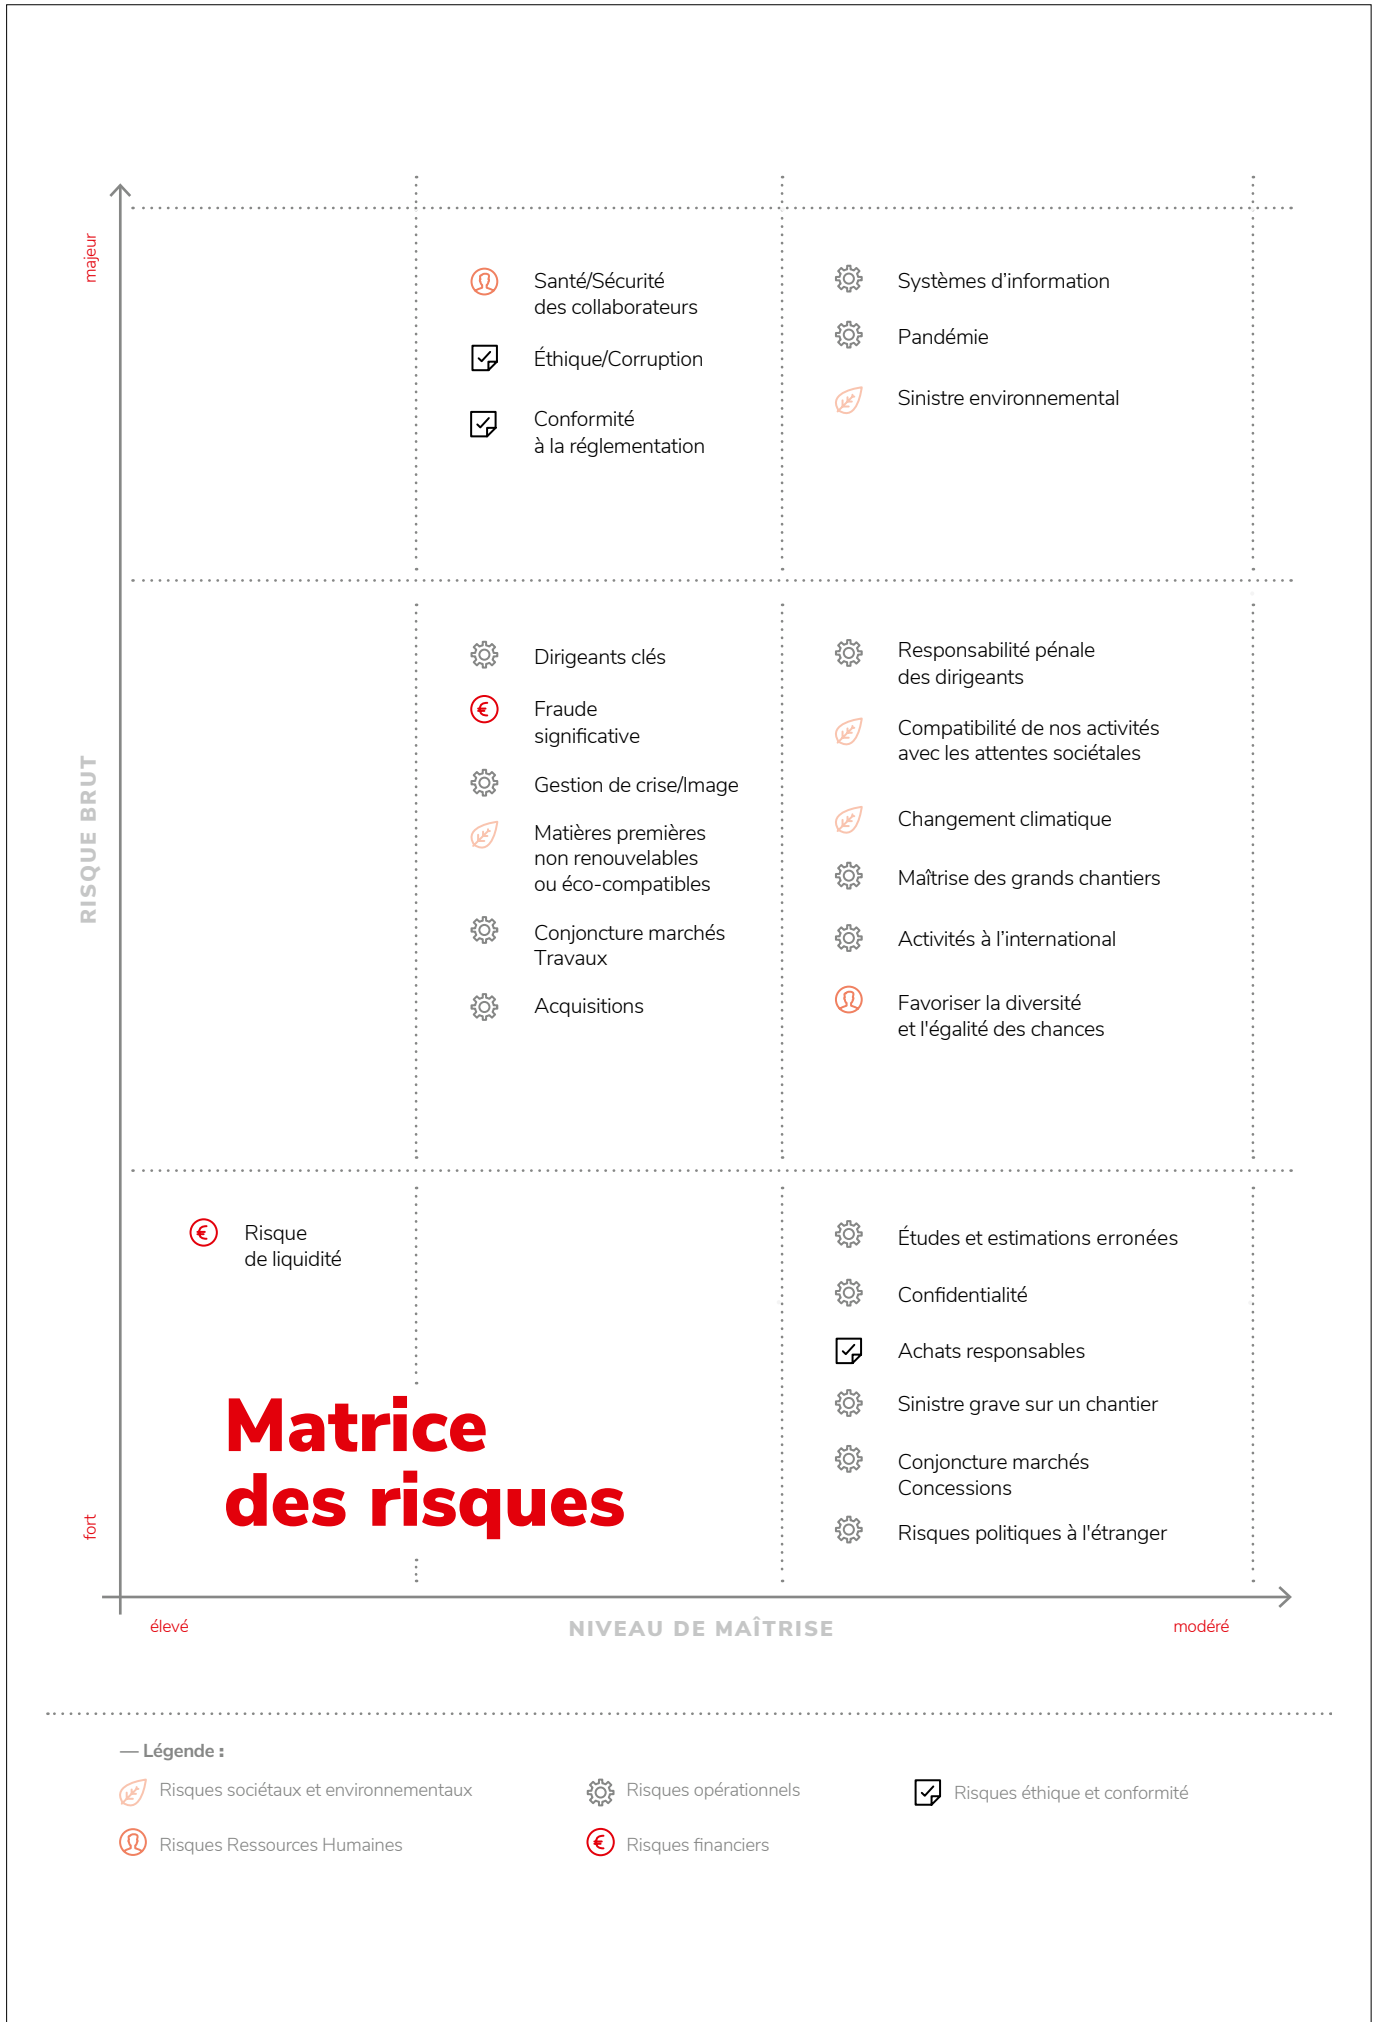 majeur
Santé/Sécurité
des collaborateurs
Éthique/Corruption
Conformité
à la réglementation
Systèmes d’information
Pandémie
Sinistre environnemental
RISQUE BRUT
Dirigeants clés
Fraude
significative
Gestion de crise/Image
Matières premières
non renouvelables
ou éco-compatibles
Conjoncture marchés
Travaux
Acquisitions
Responsabilité pénale
des dirigeants
Compatibilité de nos activités
avec les attentes sociétales
Changement climatique
Maîtrise des grands chantiers
Activités à l’international
Favoriser la diversité
et l'égalité des chances
Risque
de liquidité
Études et estimations erronées
Confidentialité
Achats responsables
Sinistre grave sur un chantier
Conjoncture marchés
Concessions
Risques politiques à l'étranger
Matrice
des risques
fort
élevé
NIVEAU DE MAÎTRISE
modéré
— Légende :
Risques sociétaux et environnementaux
Risques opérationnels
Risques éthique et conformité
Risques Ressources Humaines
Risques financiers